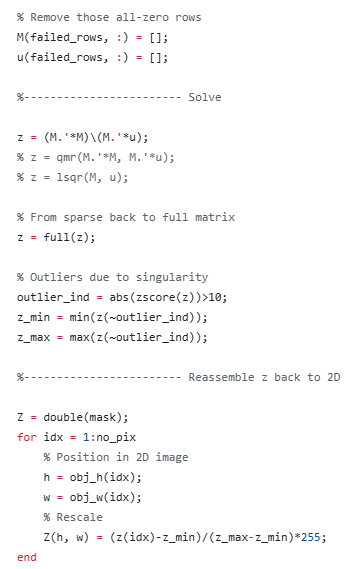 % Remove those all-zero rows
M(failed_rows, :) = [];
u(failed_rows, :) = [];
%------------------------ Solve
z = (M.'*M)\(M.'*u);
% z = qmr(M.'*M, M.'*u);
% z = lsqr(M, u);
% From sparse back to full matrix
z = full(z);
% Outliers due to singularity
outlier_ind = abs(zscore(z))>10;
z_min = min(z(~outlier_ind));
z_max = max(z(~outlier_ind));
%------------------------ Reassemble z back to 2D
Z = double(mask);
for idx = 1:no_pix
    % Position in 2D image
    h = obj_h(idx);
    w = obj_w(idx);
    % Rescale
    Z(h, w) = (z(idx)-z_min)/(z_max-z_min)*255;
end